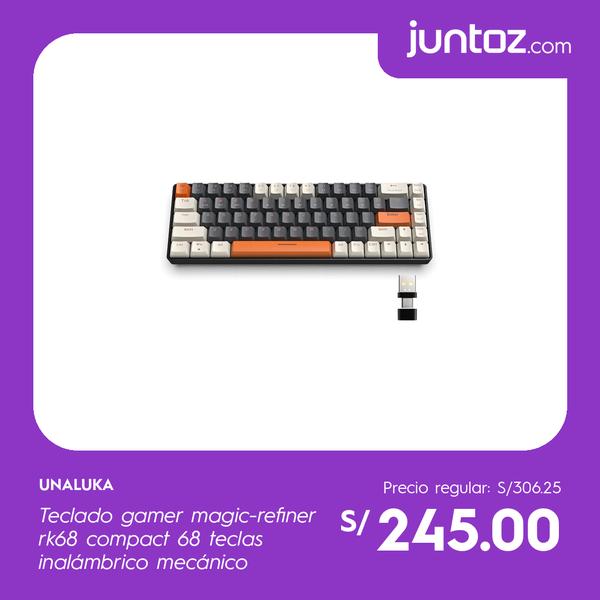 juntoz.com
UNALUKA
Teclado gamer magic-refiner
rk68 compact 68 teclas
inalámbrico mecánico
Precio regular: S/306.25
S/ 245.00